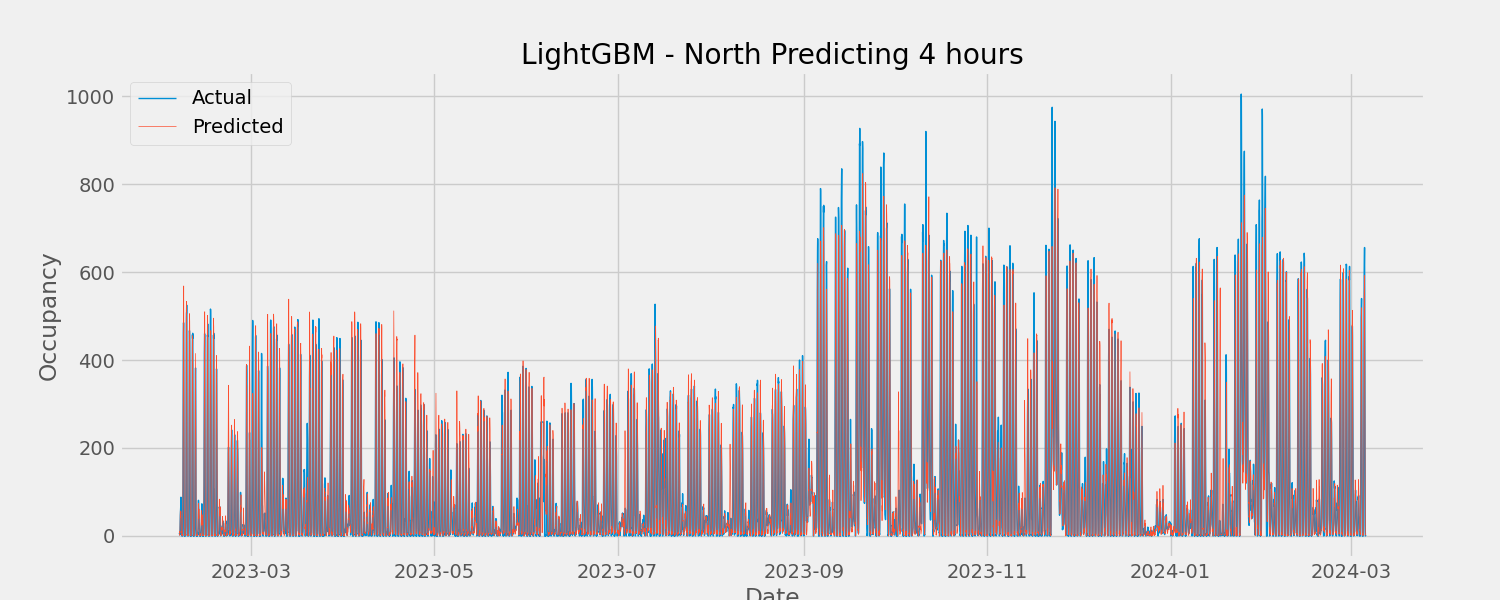 LightGBM - North Predicting 4 hours
Actual
Predicted
1000
800
600
400
200
0
Occupancy
2023-03 2023-05 2023-07 2023-09 2023-11 2024-01 2024-03
Date